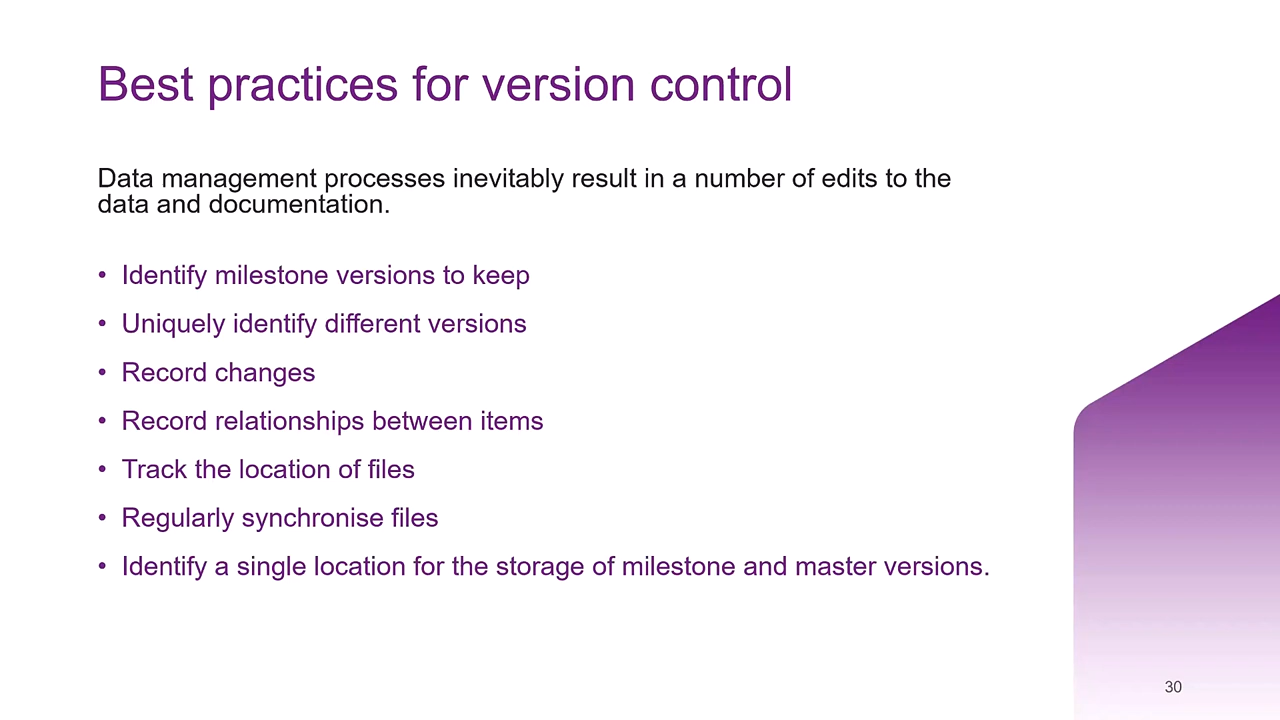 Best practices for version control
Data management processes inevitably result in a number of edits to the
data and documentation.
• Identify milestone versions to keep
• Uniquely identify different versions
• Record changes
• Record relationships between items
• Track the location of files
• Regularly synchronise files
• Identify a single location for the storage of milestone and master versions.
30